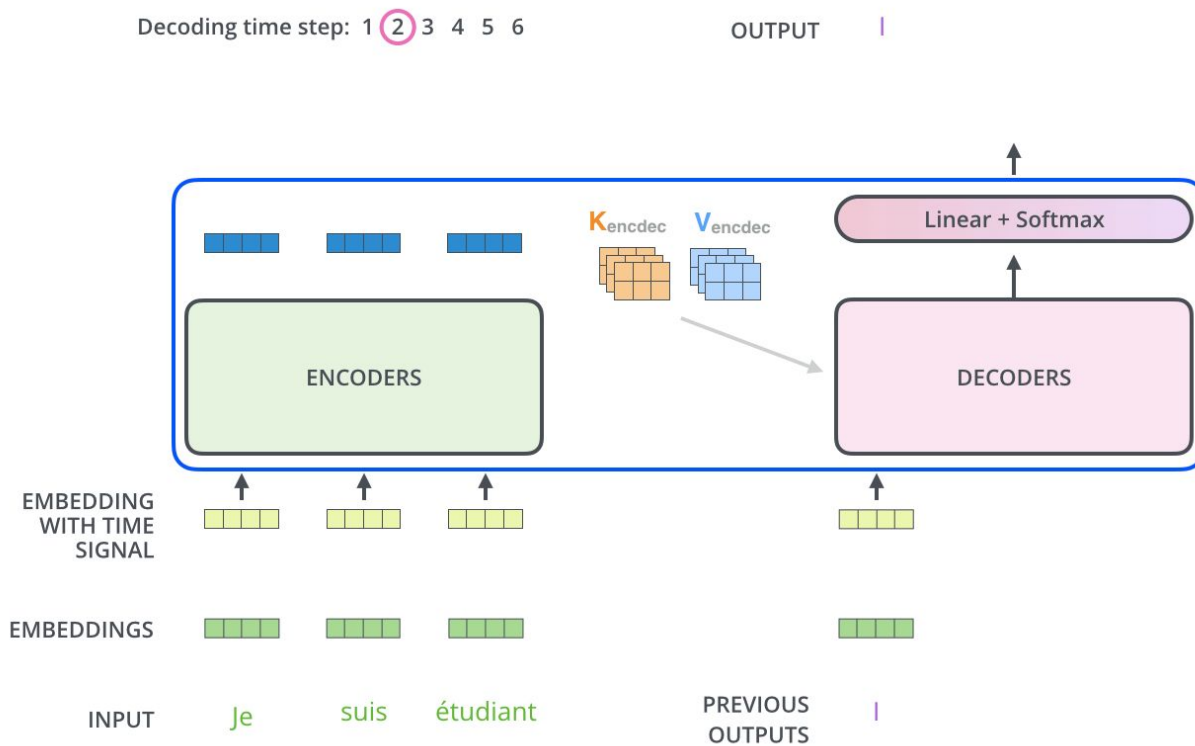 Decoding time step: 1 2 3 4 5 6
OUTPUT I
Kencdec Vencdec
Linear + Softmax
ENCODERS
DECODERS
EMBEDDING
WITH TIME
SIGNAL
EMBEDDINGS
INPUT Je suis étudiant
PREVIOUS
OUTPUTS
I